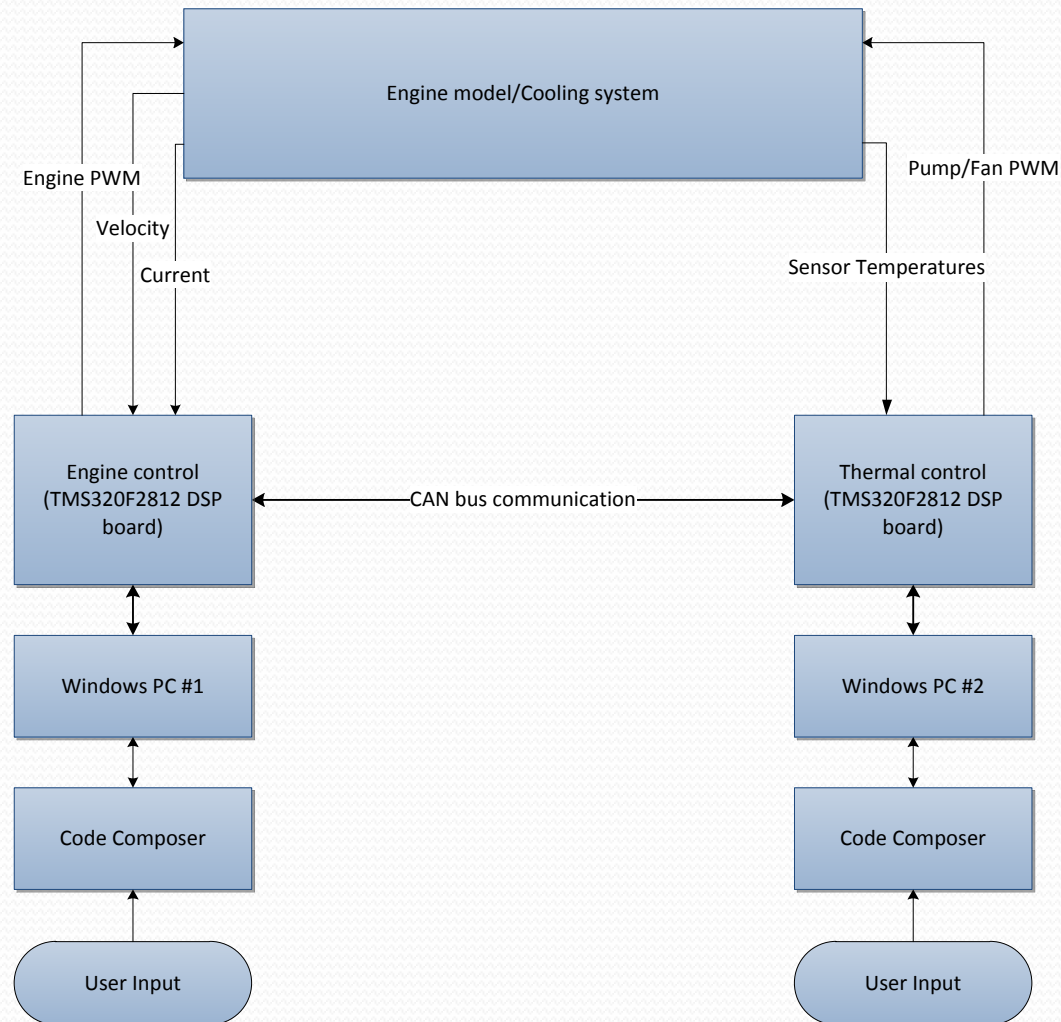 Engine model/Cooling system
Engine PWM
Pump/Fan PWM
Velocity
Current
Sensor Temperatures
Engine control
(TMS320F2812 DSP
board)
CAN bus communication
Thermal control
(TMS320F2812 DSP
board)
Windows PC #1
Windows PC #2
Code Composer
Code Composer
User Input
User Input